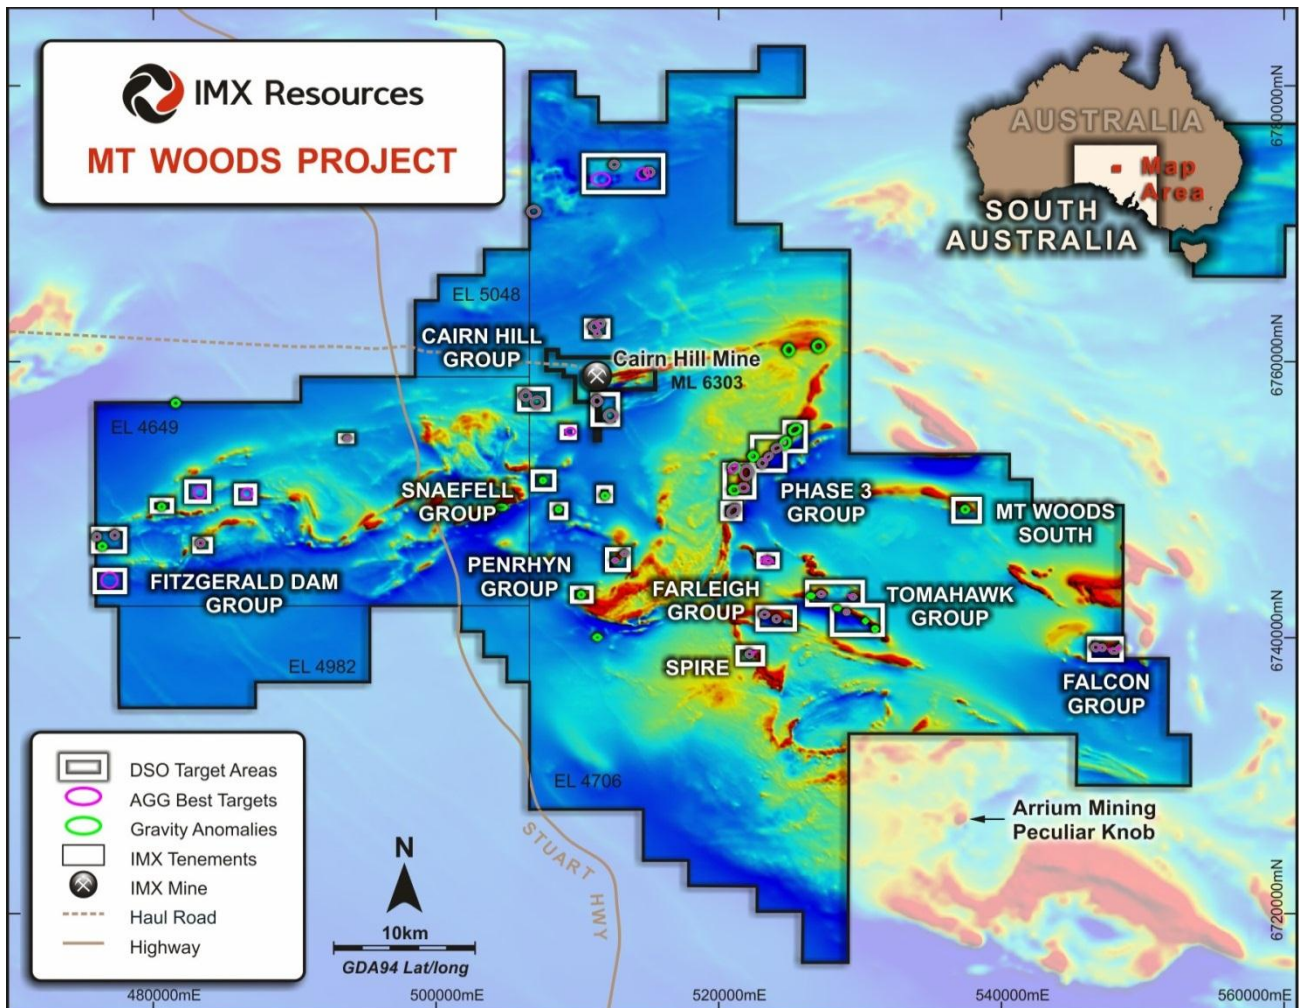 IMX Resources
MT WOODS PROJECT
AUSTRALIA
Map
Area
SOUTH
AUSTRALIA
6780000mN
EL 5048
CAIRN HILL
GROUP
Cairn Hill Mine
ML 6303
6760000mN
EL 4649
SNAEFELL
GROUP
PHASE 3
GROUP
MT WOODS
SOUTH
FITZGERALD DAM
GROUP
PENRHYN
GROUP
FARLEIGH
GROUP
TOMAHAWK
GROUP
EL 4982
SPIRE
FALCON
GROUP
6740000mN
EL 4706
STUART HWY
Arrium Mining
Peculiar Knob
DSO Target Areas
AGG Best Targets
Gravity Anomalies
IMX Tenements
IMX Mine
Haul Road
Highway
N
10km
GDA94 Lat/long
6720000mN
480000mE
500000mE
520000mE
540000mE
560000mE